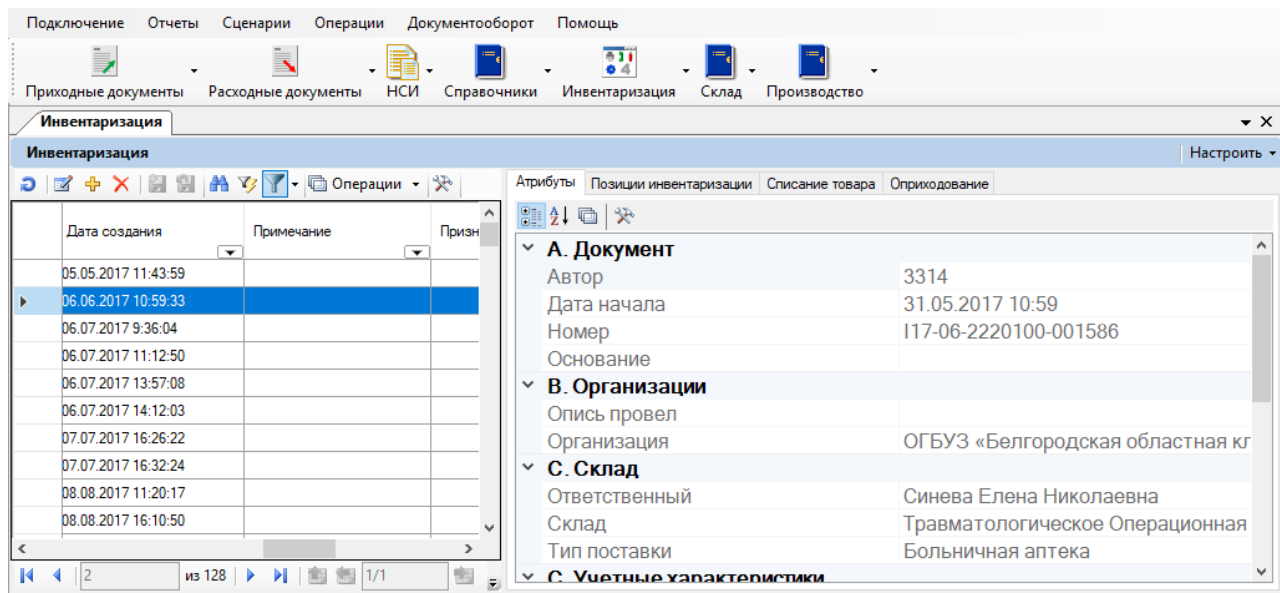 Подключение Отчеты Сценарии Операции Документооборот Помощь
Приходные документы Расходные документы НСИ Справочники Инвентаризация Склад Производство
Инвентаризация
Инвентаризация Настроить
Операции
Атрибуты Позиции инвентаризации Списание товара Оприходование
Дата создания Примечание Призн
05.05.2017 11:43:59
06.06.2017 10:59:33
06.07.2017 9:36:04
06.07.2017 11:12:50
06.07.2017 13:57:08
06.07.2017 14:12:03
07.07.2017 16:26:22
07.07.2017 16:32:24
08.08.2017 11:20:17
08.08.2017 16:10:50
2 из 128 1/1
A. Документ
Автор 3314
Дата начала 31.05.2017 10:59
Номер I17-06-2220100-001586
Основание
B. Организации
Опись провел
Организация ОГБУЗ «Белгородская областная кл
C. Склад
Ответственный Синева Елена Николаевна
Склад Травматологическое Операционная
Тип поставки Больничная аптека
C. Учетные характеристики